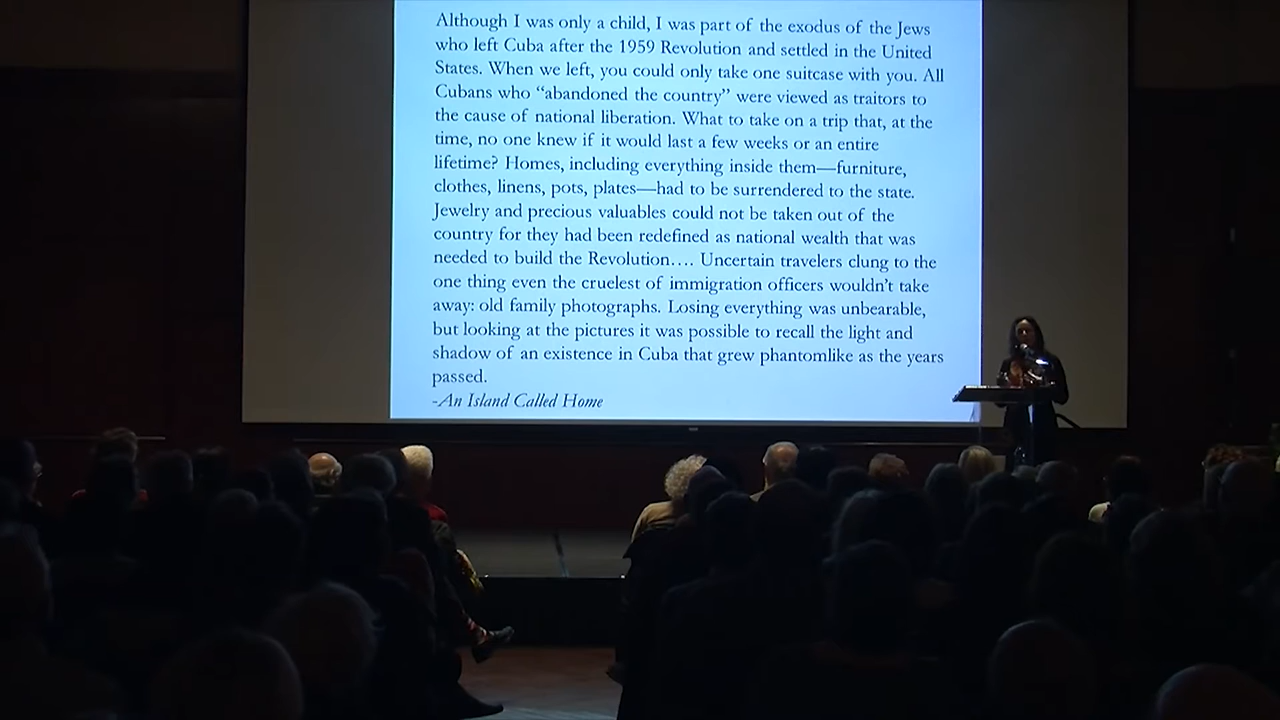 Although I was only a child, I was part of the exodus of the Jews
who left Cuba after the 1959 Revolution and settled in the United
States. When we left, you could only take one suitcase with you. All
Cubans who “abandoned the country” were viewed as traitors to
the cause of national liberation. What to take on a trip that, at the
time, no one knew if it would last a few weeks or an entire
lifetime? Homes, including everything inside them—furniture,
clothes, linens, pots, plates—had to be surrendered to the state.
Jewelry and precious valuables could not be taken out of the
country for they had been redefined as national wealth that was
needed to build the Revolution…. Uncertain travelers clung to the
one thing even the cruelest of immigration officers wouldn’t take
away: old family photographs. Losing everything was unbearable,
but looking at the pictures it was possible to recall the light and
shadow of an existence in Cuba that grew phantomlike as the years
passed.
-An Island Called Home